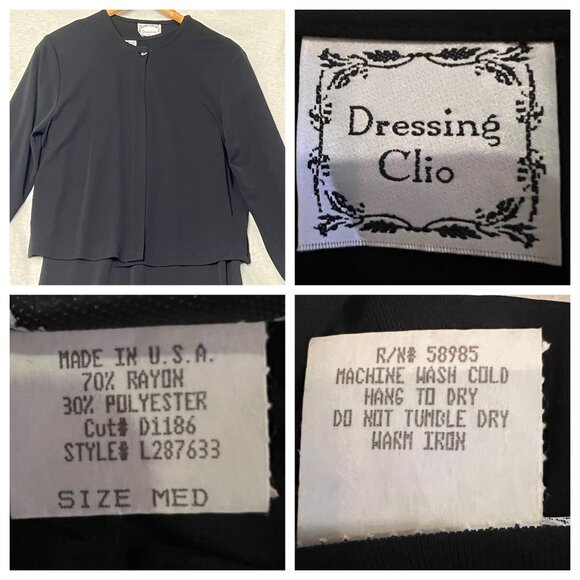 Dressing
Clio
MADE IN U.S.A.
70% RAYON
30% POLYESTER
Cut# D1186
STYLE# L287633
SIZE MED
R/N# 58985
MACHINE WASH COLD
HANG TO DRY
DO NOT TUMBLE DRY
WARM IRON